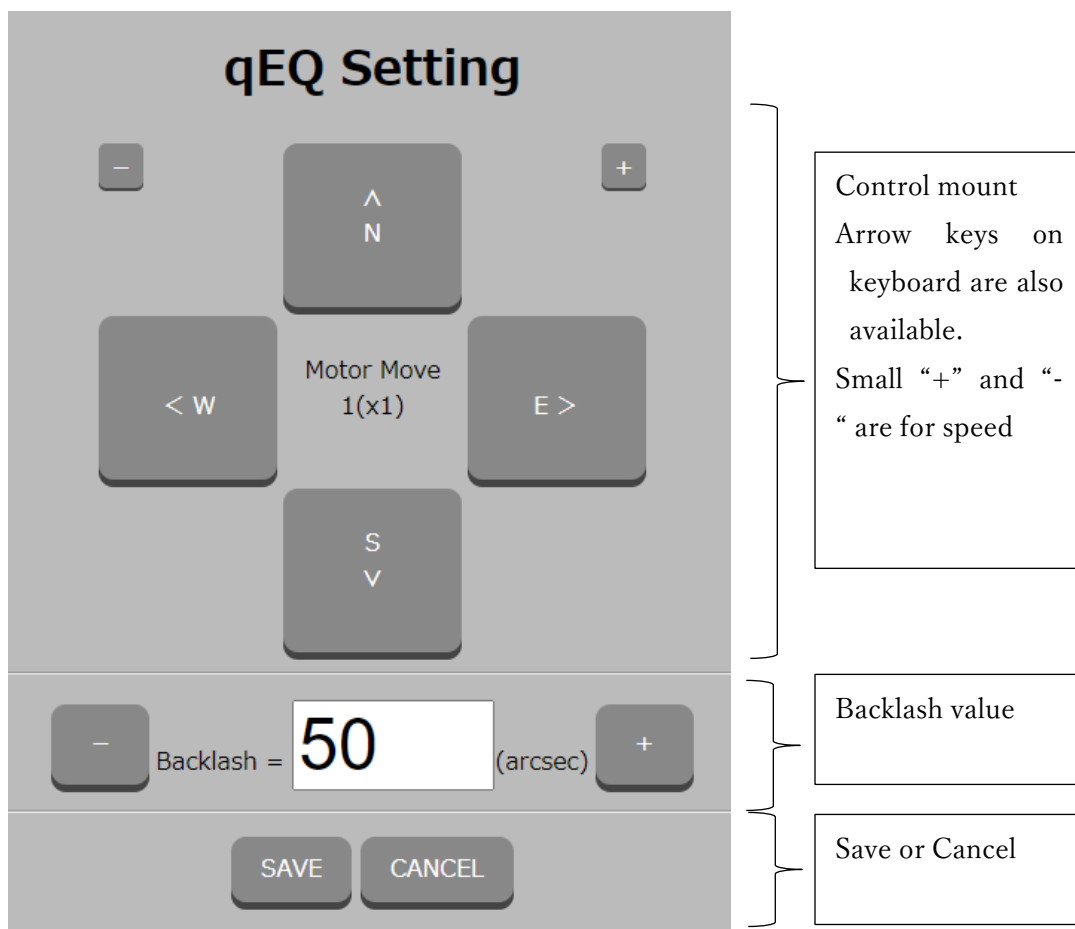 qEQ Setting
−
+
∧
N
Motor Move
1(x1)
< W
E >
S
∨
−
Backlash =
50
(arcsec)
+
SAVE
CANCEL
Control mount
Arrow keys on
keyboard are also
available.
Small “+” and “-
“ are for speed
Backlash value
Save or Cancel